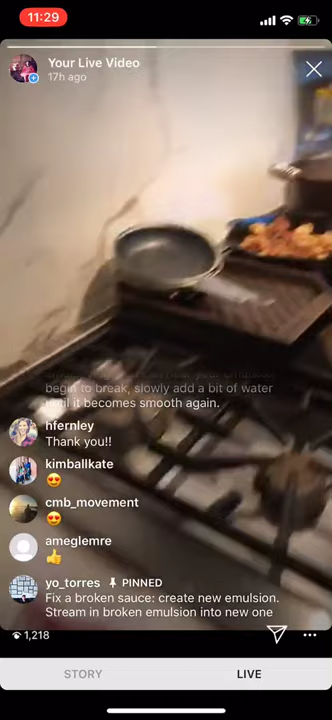 11:29
Your Live Video
17h ago
begin to break, slowly add a bit of water
until it becomes smooth again.
hfernley
Thank you!!
kimballkate
😍
cmb_movement
😍
ameglemre
👍
yo_torres PINNED
Fix a broken sauce: create new emulsion.
Stream in broken emulsion into new one
1,218
STORY
LIVE